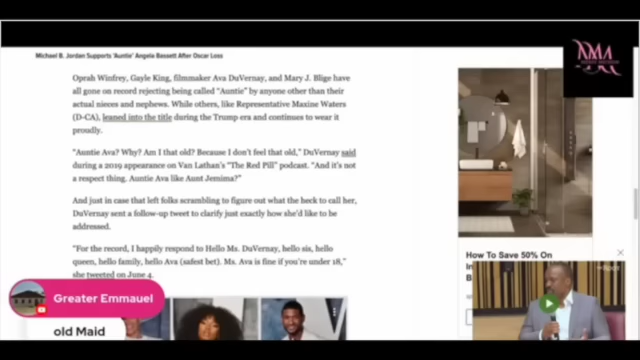 Michael B. Jordan Supports 'Auntie' Angela Bassett After Oscar Loss
Oprah Winfrey, Gayle King, filmmaker Ava DuVernay, and Mary J. Blige have
all gone on record rejecting being called "Auntie" by anyone other than their
actual nieces and nephews. While others, like Representative Maxine Waters
(D-CA), leaned into the title during the Trump era and continues to wear it
proudly.
"Auntie Ava? Why? Am I that old? Because I don't feel that old," DuVernay said
during a 2019 appearance on Van Lathan's "The Red Pill" podcast. "And it's not
a respect thing. Auntie Ava like Aunt Jemima?"
And just in case that left folks scrambling to figure out what the heck to call her,
DuVernay sent a follow-up tweet to clarify just exactly how she'd like to be
addressed.
"For the record, I happily respond to Hello Ms. DuVernay, hello sis, hello
queen, hello family, hello Ava (safest bet). Ms. Ava is fine if you're under 18,"
she tweeted on June 4.
How To Save 50% On
Greater Emmauel
old Maid